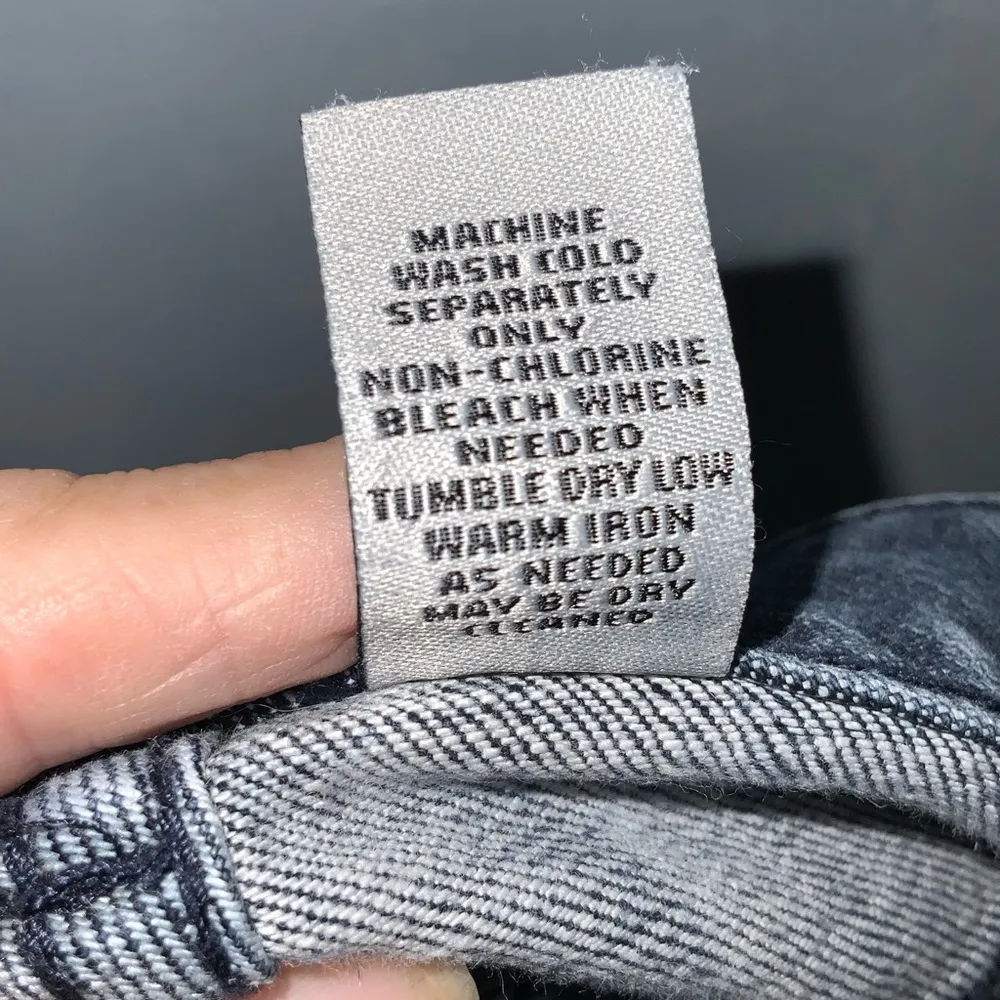 MACHINE
WASH COLD
SEPARATELY
ONLY
NON-CHLORINE
BLEACH WHEN
NEEDED
TUMBLE DRY LOW
WARM IRON
AS NEEDED
MAY BE DRY
CLEANED